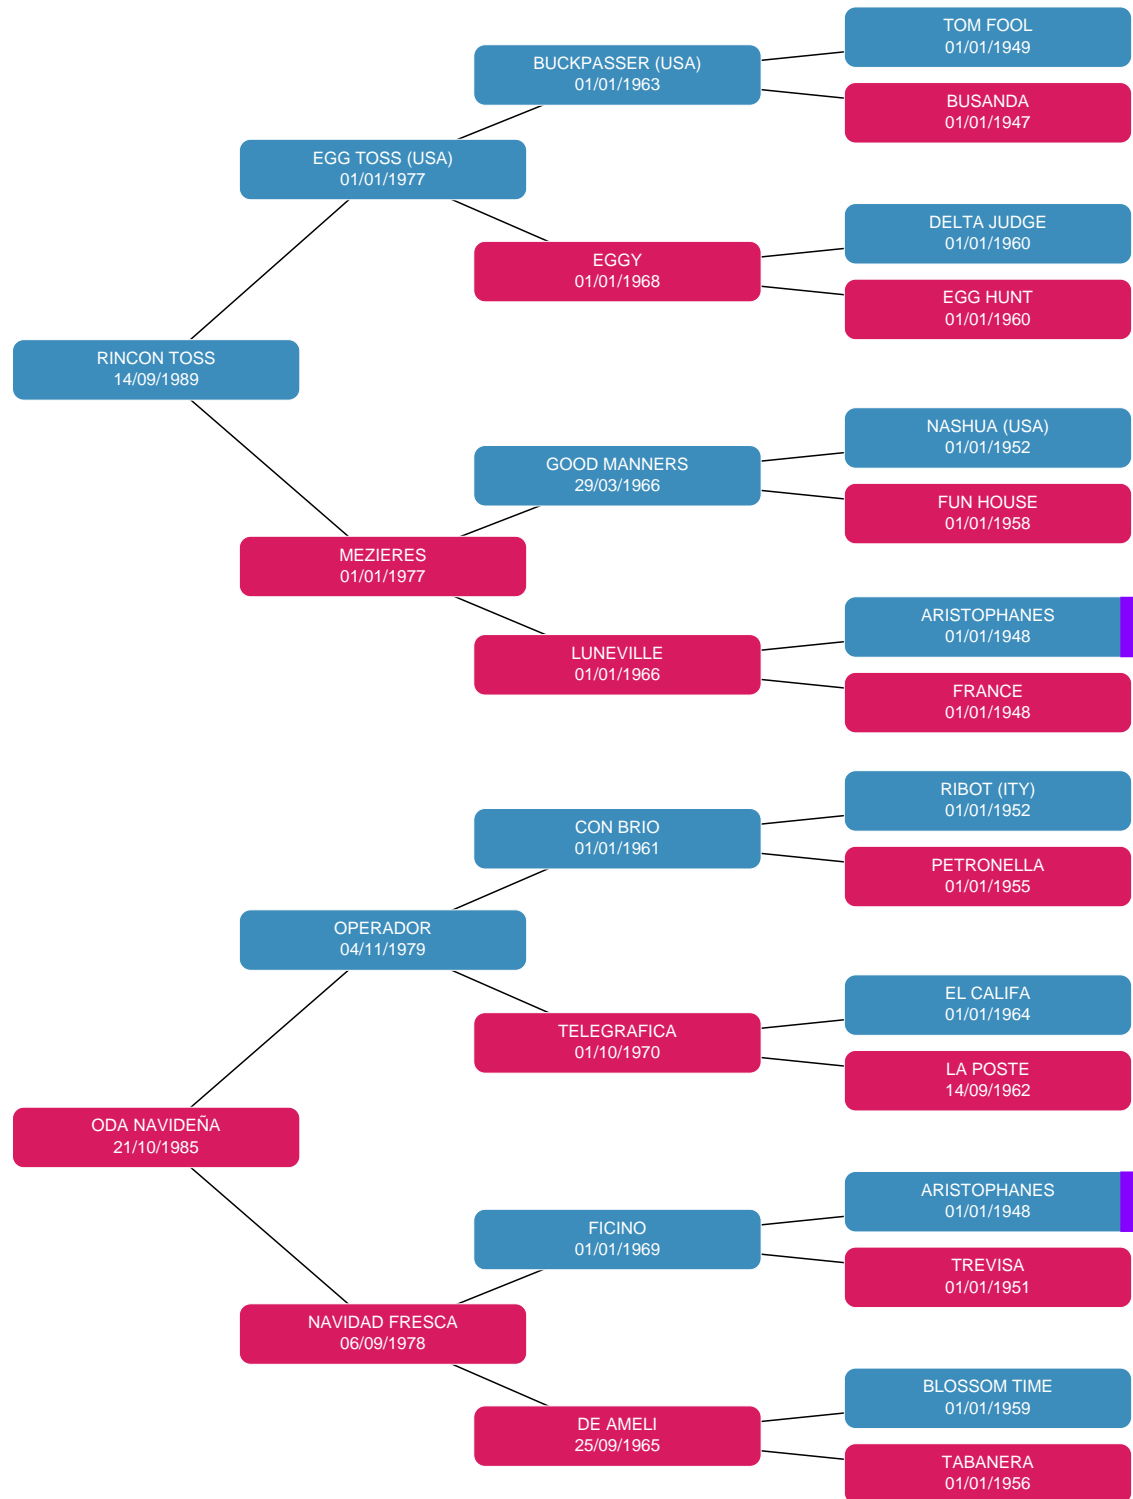 TOM FOOL
01/01/1949
BUCKPASSER (USA)
01/01/1963
BUSANDA
01/01/1947
EGG TOSS (USA)
01/01/1977
DELTA JUDGE
01/01/1960
EGGY
01/01/1968
EGG HUNT
01/01/1960
RINCON TOSS
14/09/1989
NASHUA (USA)
01/01/1952
GOOD MANNERS
29/03/1966
FUN HOUSE
01/01/1958
MEZIERES
01/01/1977
ARISTOPHANES
01/01/1948
LUNEVILLE
01/01/1966
FRANCE
01/01/1948
RIBOT (ITY)
01/01/1952
CON BRIO
01/01/1961
PETRONELLA
01/01/1955
OPERADOR
04/11/1979
EL CALIFA
01/01/1964
TELEGRAFICA
01/10/1970
LA POSTE
14/09/1962
ODA NAVIDEÑA
21/10/1985
ARISTOPHANES
01/01/1948
FICINO
01/01/1969
TREVISA
01/01/1951
NAVIDAD FRESCA
06/09/1978
BLOSSOM TIME
01/01/1959
DE AMELI
25/09/1965
TABANERA
01/01/1956